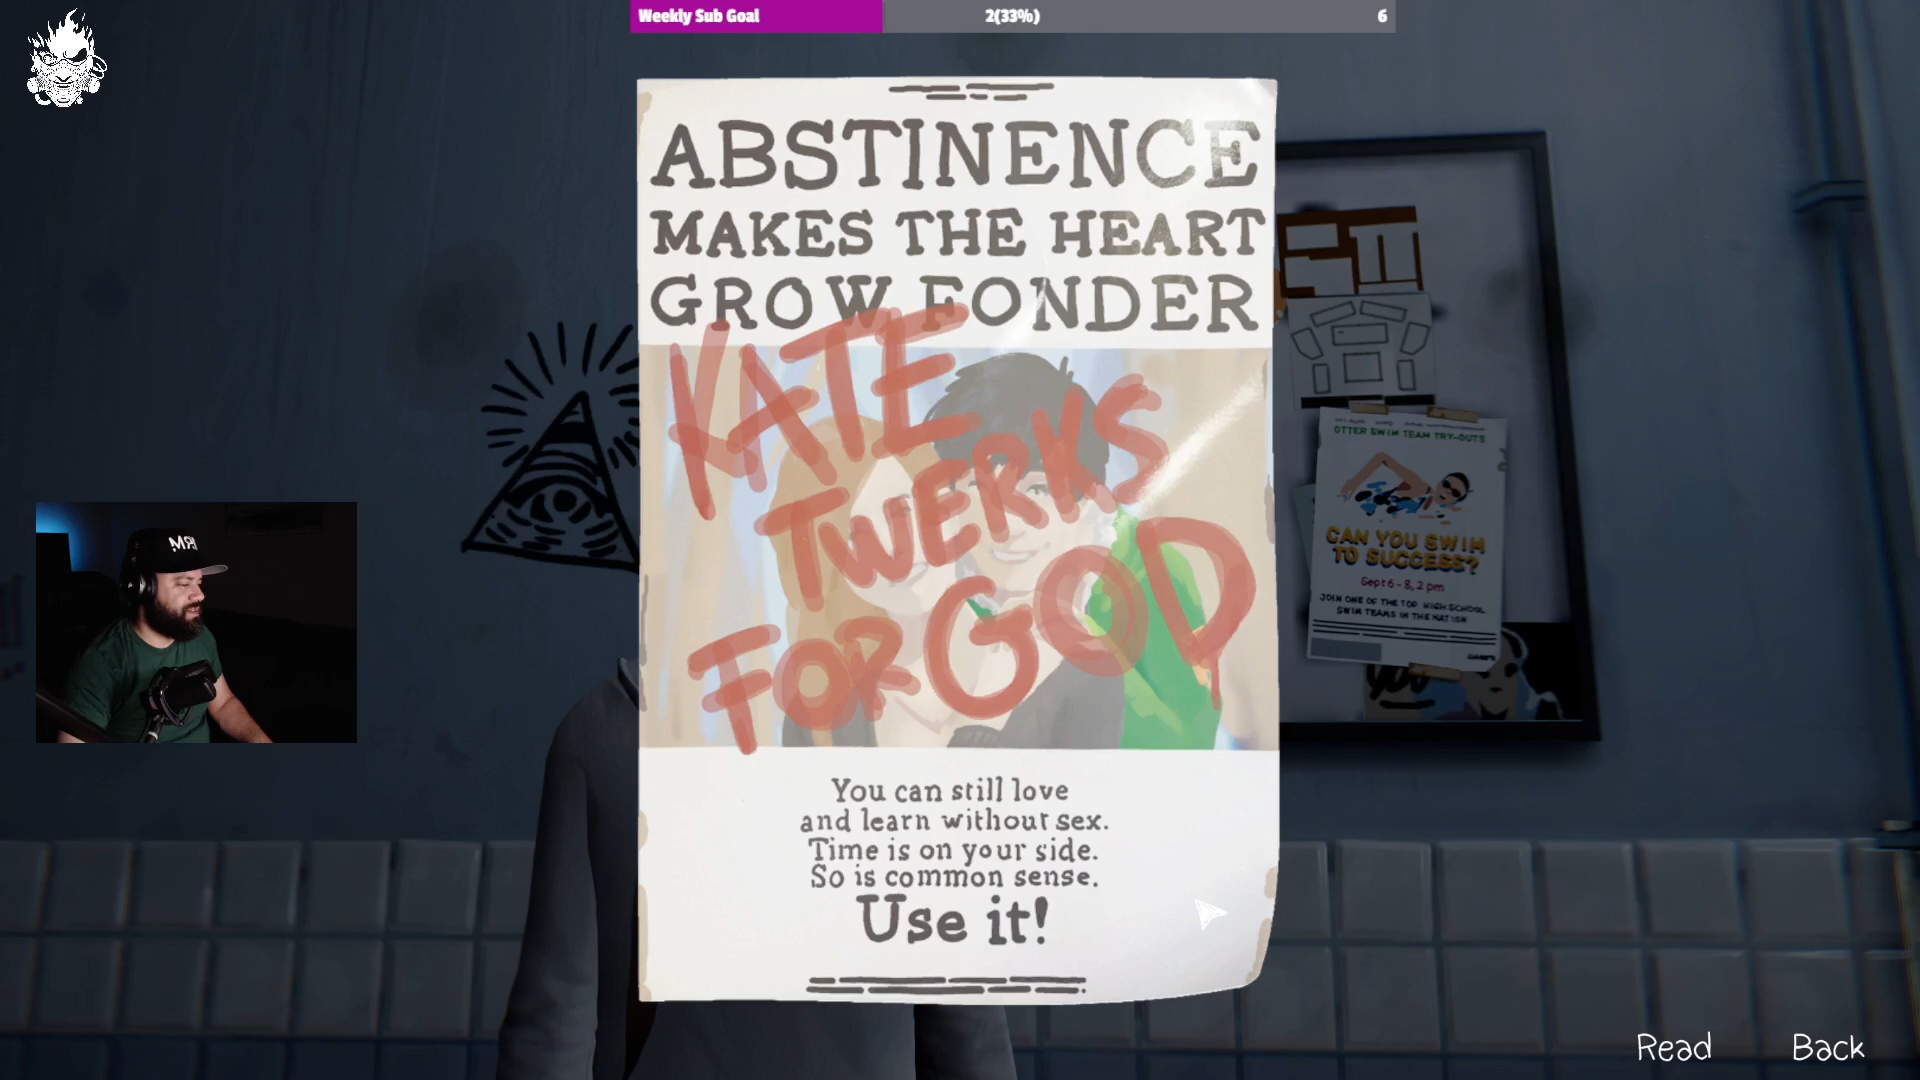 Weekly Sub Goal 2(33%) 6
ABSTINENCE
MAKES THE HEART
GROW FONDER
KATE
TWERKS
FOR GOD
You can still love
and learn without sex.
Time is on your side.
So is common sense.
Use it!
OTTER SWIM TEAM TRY-OUTS
CAN YOU SWIM
TO SUCCESS?
Sept 6 - 8, 2 pm
JOIN ONE OF THE TOP HIGH SCHOOL
SWIM TEAMS IN THE NATION
Read Back